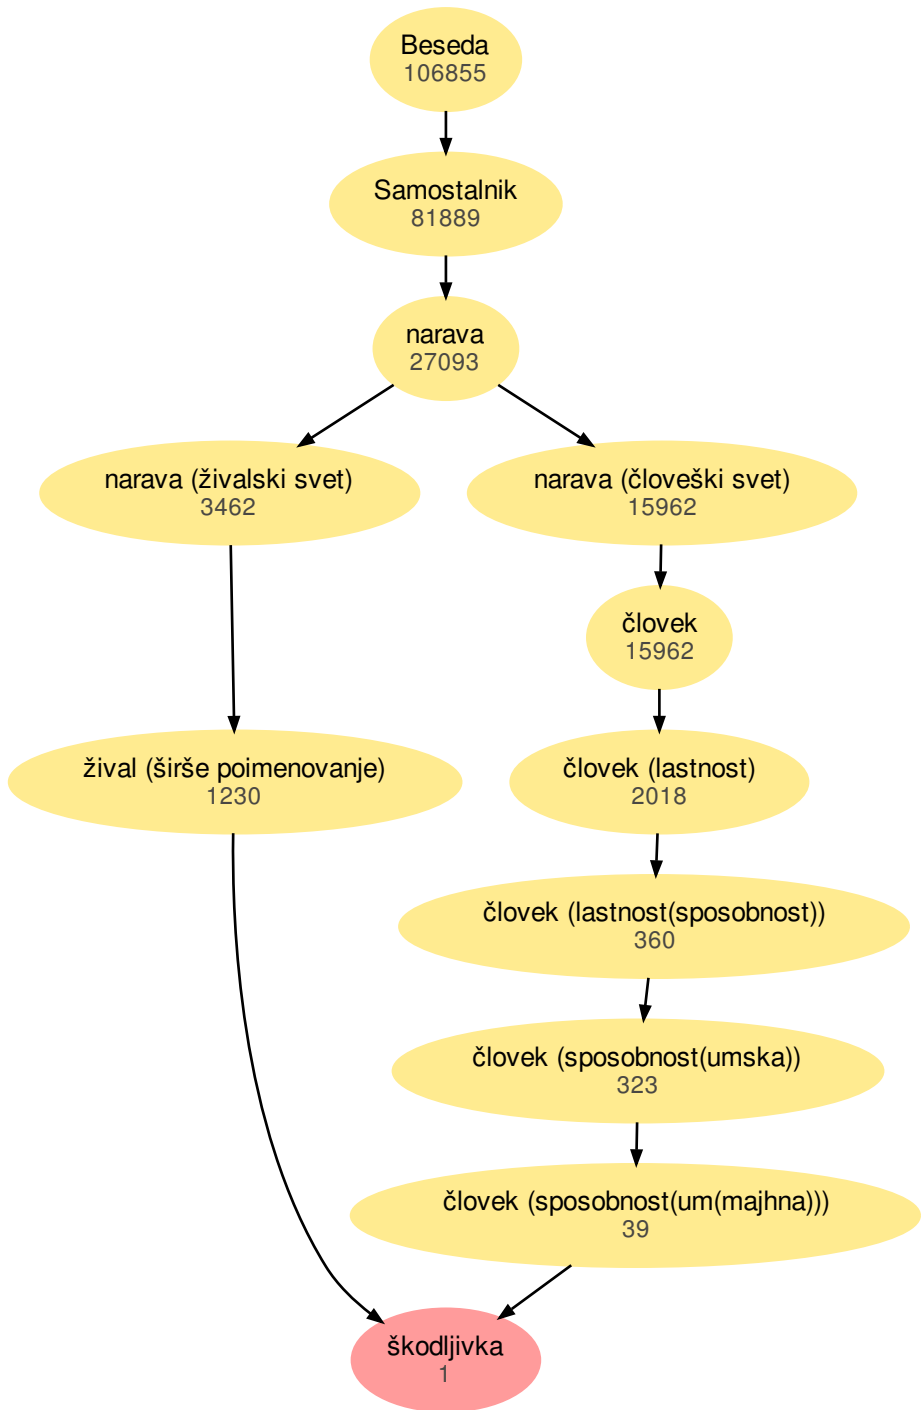 Beseda
106855
Samostalnik
81889
narava
27093
narava (živalski svet)
3462
narava (človeški svet)
15962
človek
15962
žival (širše poimenovanje)
1230
človek (lastnost)
2018
človek (lastnost(sposobnost))
360
človek (sposobnost(umska))
323
človek (sposobnost(um(majhna)))
39
škodljivka
1